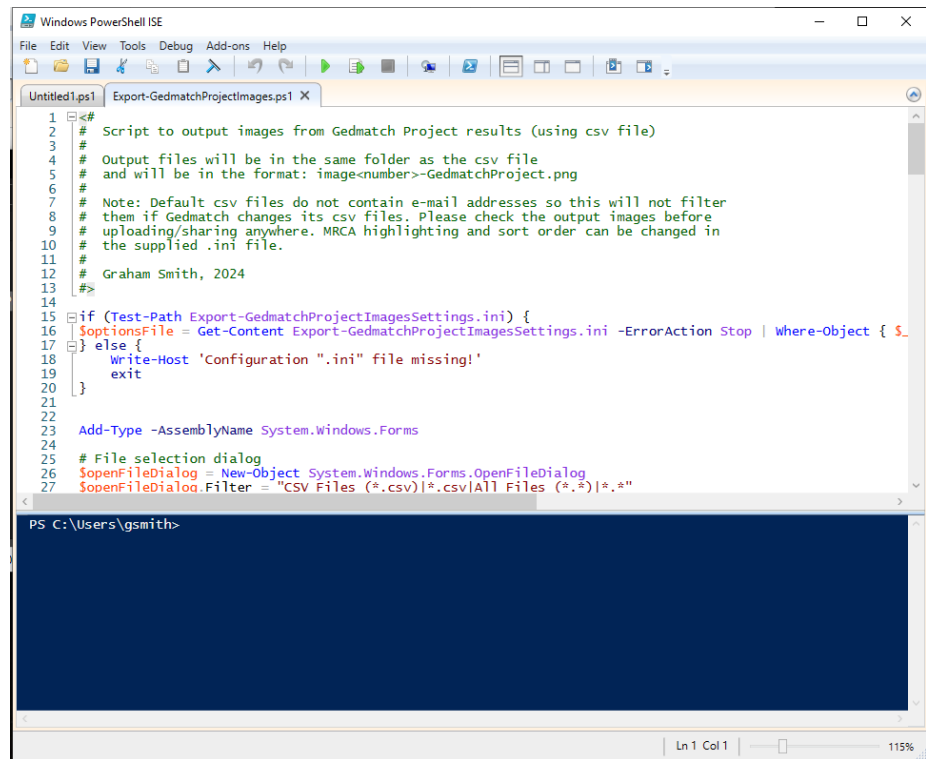 Windows PowerShell ISE
File Edit View Tools Debug Add-ons Help
Untitled1.ps1 Export-GedmatchProjectImages.ps1 X
1 <#
2 # Script to output images from Gedmatch Project results (using csv file)
3 #
4 # Output files will be in the same folder as the csv file
5 # and will be in the format: image<number>-GedmatchProject.png
6 #
7 # Note: Default csv files do not contain e-mail addresses so this will not filter
8 # them if Gedmatch changes its csv files. Please check the output images before
9 # uploading/sharing anywhere. MRCA highlighting and sort order can be changed in
10 # the supplied .ini file.
11 #
12 # Graham Smith, 2024
13 #>
14
15 if (Test-Path Export-GedmatchProjectImagesSettings.ini) {
16 $optionsFile = Get-Content Export-GedmatchProjectImagesSettings.ini -ErrorAction Stop | Where-Object { $_
17 } else {
18 Write-Host 'Configuration ".ini" file missing!'
19 exit
20 }
21
22
23 Add-Type -AssemblyName System.Windows.Forms
24
25 # File selection dialog
26 $openFileDialog = New-Object System.Windows.Forms.OpenFileDialog
27 $openFileDialog.Filter = "CSV Files (*.csv)|*.csv|All Files (*.*)|*.*"
PS C:\Users\gsmith>
Ln 1 Col 1 115%